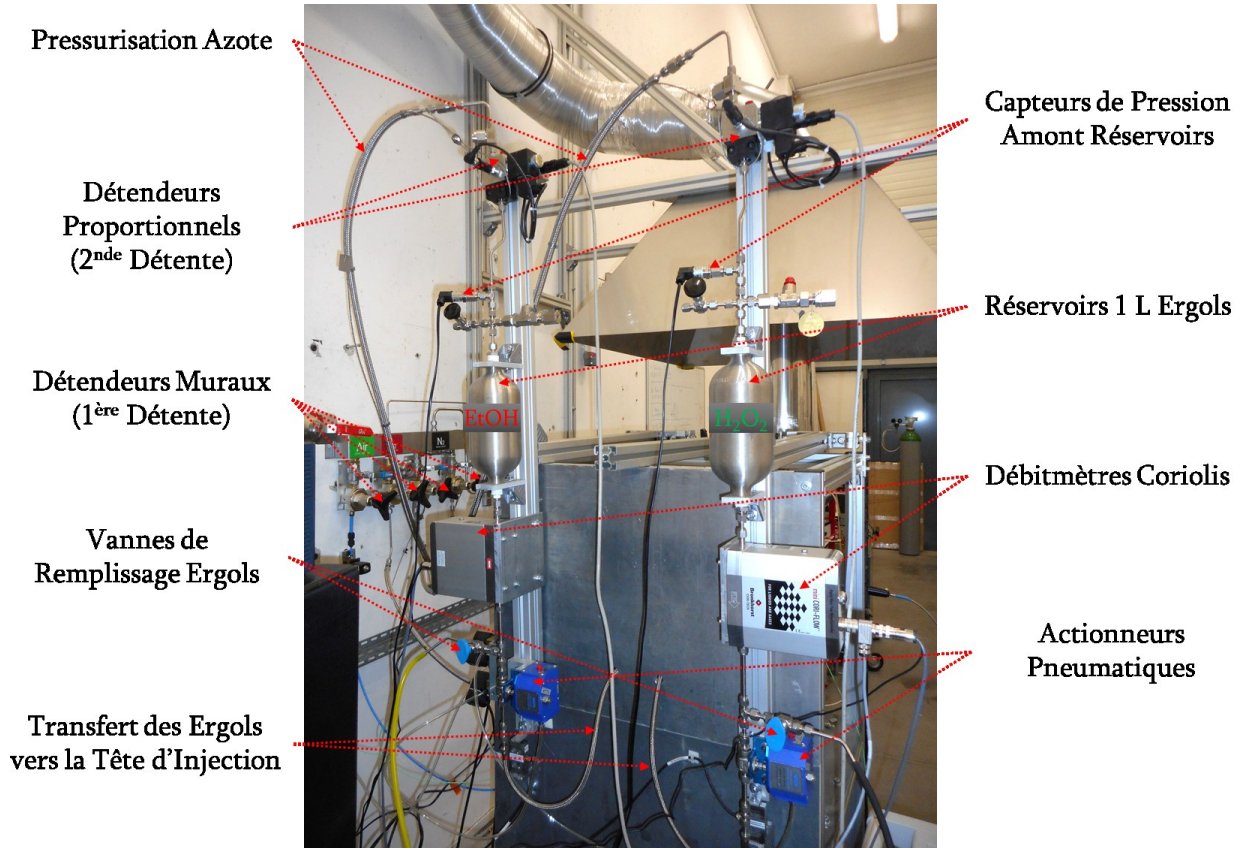 Pressurisation Azote
Détendeurs
Proportionnels
(2nde Détente)
Détendeurs Muraux
(1ère Détente)
Vannes de
Remplissage Ergols
Transfert des Ergols
vers la Tête d'Injection
Capteurs de Pression
Amont Réservoirs
Réservoirs 1 L Ergols
Débitmètres Coriolis
Actionneurs
Pneumatiques
EtOH
H2O2
Air
N2
Bronkhorst
mini CORI-FLOW